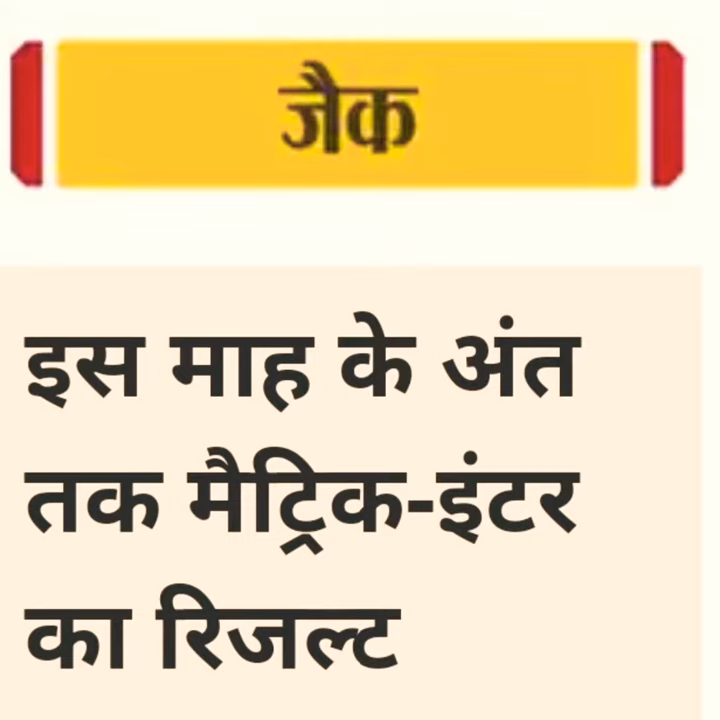 जैक
इस माह के अंत
तक मैट्रिक-इंटर
का रिजल्ट